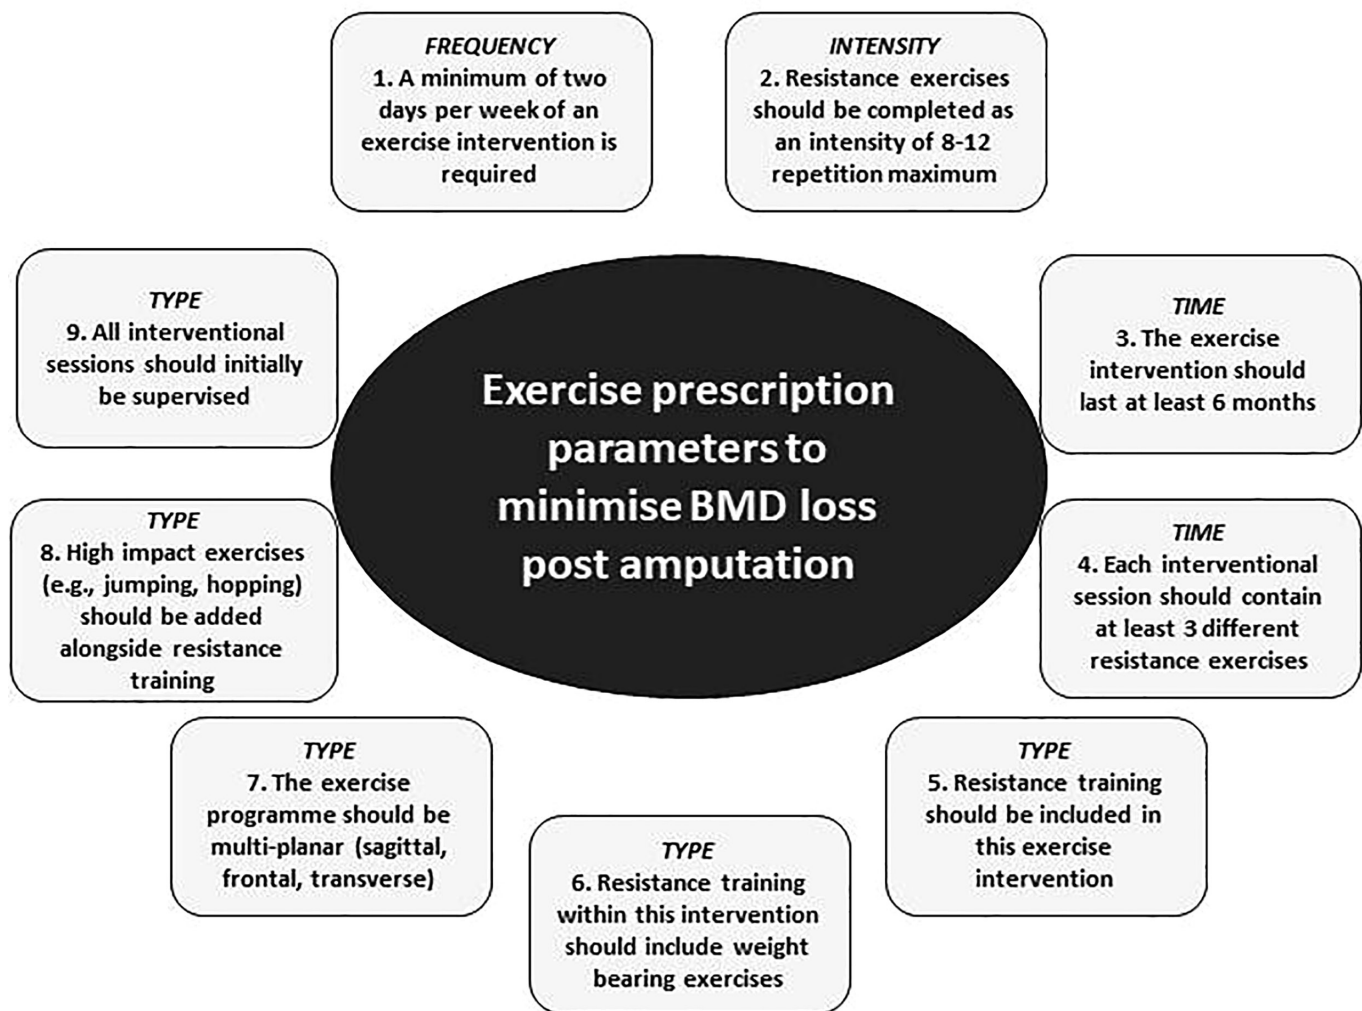 FREQUENCY
1. A minimum of two
days per week of an
exercise intervention is
required
INTENSITY
2. Resistance exercises
should be completed as
an intensity of 8-12
repetition maximum
TIME
3. The exercise
intervention should
last at least 6 months
TIME
4. Each interventional
session should contain
at least 3 different
resistance exercises
TYPE
5. Resistance training
should be included in
this exercise
intervention
TYPE
6. Resistance training
within this intervention
should include weight
bearing exercises
TYPE
7. The exercise
programme should be
multi-planar (sagittal,
frontal, transverse)
TYPE
8. High impact exercises
(e.g., jumping, hopping)
should be added
alongside resistance
training
TYPE
9. All interventional
sessions should initially
be supervised
Exercise prescription
parameters to
minimise BMD loss
post amputation